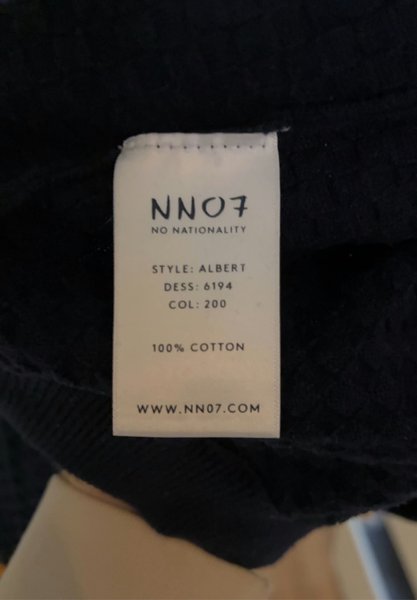 NN07
NO NATIONALITY
STYLE: ALBERT
DESS: 6194
COL: 200
100% COTTON
WWW.NN07.COM